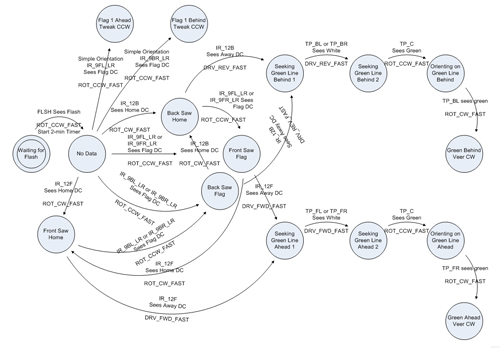 Flag 1 Ahead
Tweak CCW
Flag 1 Behind
Tweak CCW
Simple Orientation
IR_9FL_LR
Sees Flag DC
ROT_CCW_FAST
Simple Orientation
IR_9BR_LR
Sees Flag DC
ROT_CCW_FAST
FLSH Sees Flash
ROT_CCW_FAST
Start 2-min Timer
Waiting for
Flash
No Data
IR_12B
Sees Home DC
ROT_CW_FAST
Back Saw
Home
IR_12B
Sees Away DC
DRV_REV_FAST
IR_9FL_LR or
IR_9FR_LR Sees
Flag DC
ROT_CCW_FAST
IR_9FL_LR or
IR_9FR_LR
Sees Flag DC
ROT_CCW_FAST
IR_12B
Sees Home DC
ROT_CW_FAST
Front Saw
Flag
Back Saw
Flag
IR_12B
Sees Away DC
DRV_REV_FAST
IR_12F
Sees Away DC
DRV_FWD_FAST
IR_9BL_LR or IR_9BR_LR
Sees Flag DC
ROT_CCW_FAST
IR_12F
Sees Home DC
ROT_CW_FAST
Front Saw
Home
IR_9BL_LR or IR_9BR_LR
Sees Flag DC
ROT_CCW_FAST
IR_12F
Sees Home DC
ROT_CW_FAST
IR_12F
Sees Away DC
DRV_FWD_FAST
Seeking
Green Line
Behind 1
TP_BL or TP_BR
Sees White
DRV_REV_FAST
Seeking
Green Line
Behind 2
TP_C
Sees Green
ROT_CCW_FAST
Orienting on
Green Line
Behind
TP_BL sees green
ROT_CW_FAST
Green Behind
Veer CW
Seeking
Green Line
Ahead 1
TP_FL or TP_FR
Sees White
DRV_FWD_FAST
Seeking
Green Line
Ahead 2
TP_C
Sees Green
ROT_CCW_FAST
Orienting on
Green Line
Ahead
TP_FR sees green
ROT_CW_FAST
Green Ahead
Veer CW